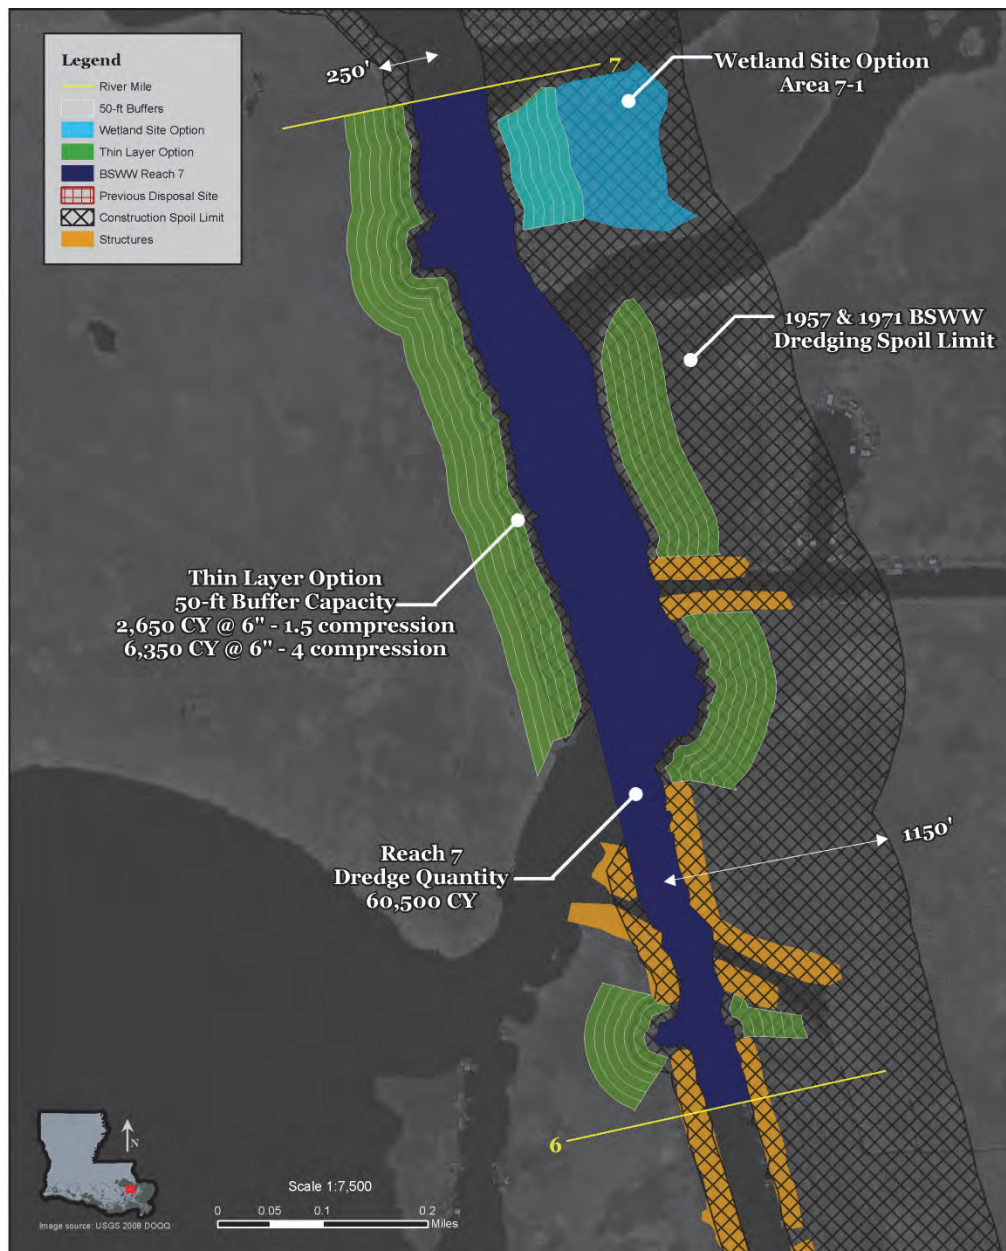 Legend
River Mile
50-ft Buffers
Wetland Site Option
Thin Layer Option
BSWW Reach 7
Previous Disposal Site
Construction Spoil Limit
Structures
250'
7
Wetland Site Option
Area 7-1
1957 & 1971 BSWW
Dredging Spoil Limit
Thin Layer Option
50-ft Buffer Capacity
2,650 CY @ 6" - 1.5 compression
6,350 CY @ 6" - 4 compression
1150'
Reach 7
Dredge Quantity
60,500 CY
6
N
Image source: USGS 2008 DOQQ
Scale 1:7,500
0 0.05 0.1 0.2
Miles